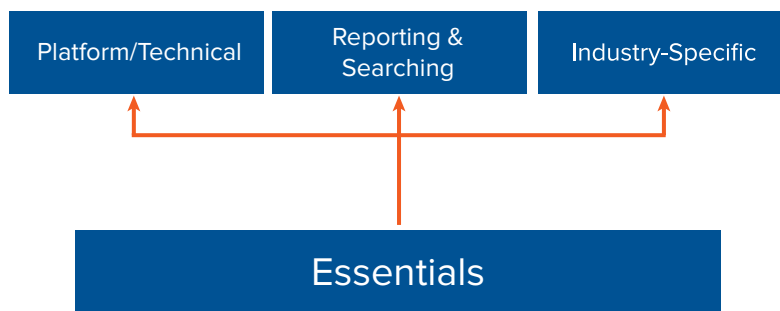 Platform/Technical
Reporting &
Searching
Industry-Specific
Essentials